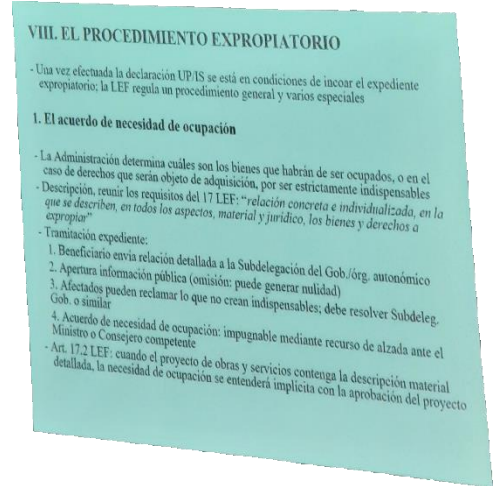 VIII. EL PROCEDIMIENTO EXPROPIATORIO
- Una vez efectuada la declaración UP/IS se está en condiciones de incoar el expediente
expropiatorio; la LEF regula un procedimiento general y varios especiales
1. El acuerdo de necesidad de ocupación
- La Administración determina cuáles son los bienes que habrán de ser ocupados, o en el
caso de derechos que serán objeto de adquisición, por ser estrictamente indispensables
- Descripción, reunir los requisitos del 17 LEF: "relación concreta e individualizada, en la
que se describen, en todos los aspectos, material y jurídico, los bienes y derechos a
expropiar"
- Tramitación expediente:
1. Beneficiario envía relación detallada a la Subdelegación del Gob./órg. autonómico
2. Apertura información pública (omisión: puede generar nulidad)
3. Afectados pueden reclamar lo que no crean indispensables; debe resolver Subdeleg.
Gob. o similar
4. Acuerdo de necesidad de ocupación: impugnable mediante recurso de alzada ante el
Ministro o Consejero competente
- Art. 17.2 LEF: cuando el proyecto de obras y servicios contenga la descripción material
detallada, la necesidad de ocupación se entenderá implícita con la aprobación del proyecto